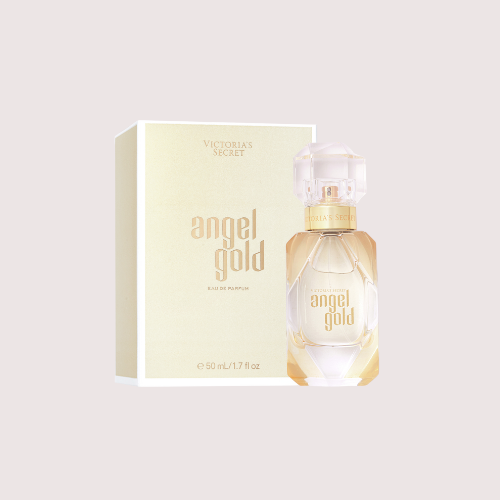 VICTORIA'S
SECRET
angel
gold
EAU DE PARFUM
℮ 50 mL/1.7 fl oz
VICTORIA'S SECRET
angel
gold